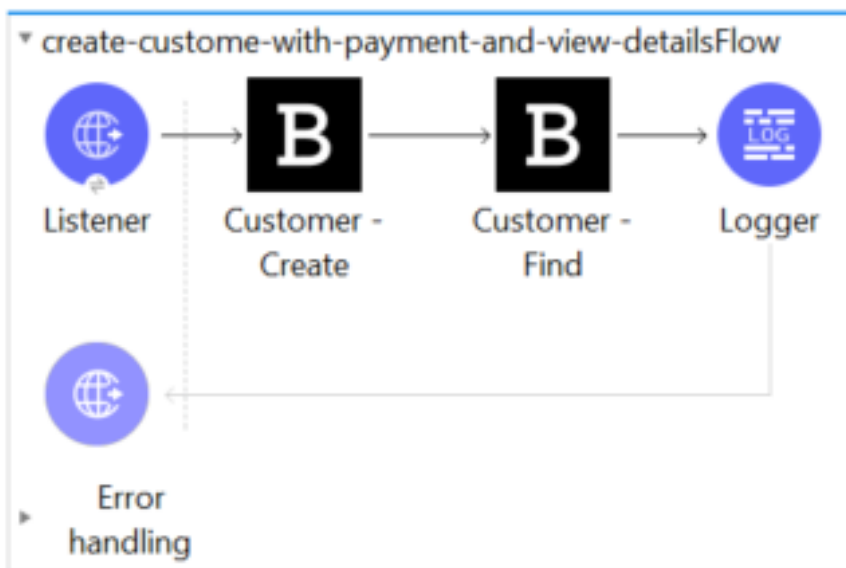 create-custome-with-payment-and-view-detailsFlow
B
B
LOG
Listener
Customer -
Create
Customer -
Find
Logger
Error
handling